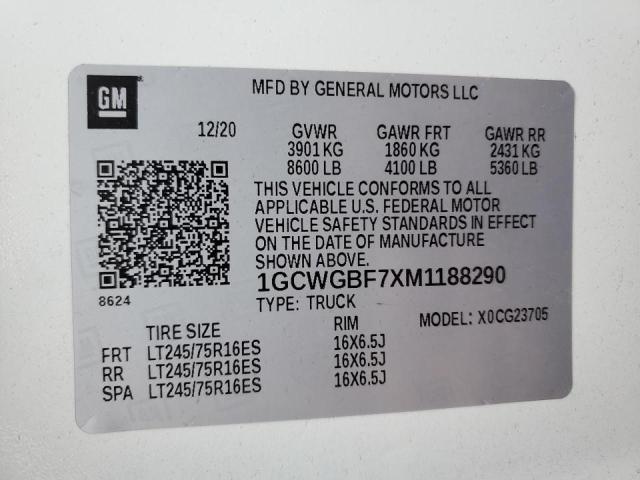 GM
MFD BY GENERAL MOTORS LLC
12/20 GVWR GAWR FRT GAWR RR
3901 KG 1860 KG 2431 KG
8600 LB 4100 LB 5360 LB
THIS VEHICLE CONFORMS TO ALL
APPLICABLE U.S. FEDERAL MOTOR
VEHICLE SAFETY STANDARDS IN EFFECT
ON THE DATE OF MANUFACTURE
SHOWN ABOVE.
1GCWGBF7XM1188290
8624
TYPE: TRUCK
MODEL: X0CG23705
TIRE SIZE RIM
FRT LT245/75R16ES 16X6.5J
RR LT245/75R16ES 16X6.5J
SPA LT245/75R16ES 16X6.5J